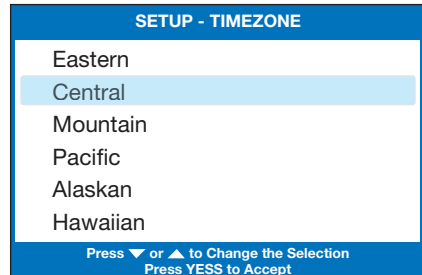 SETUP - TIMEZONE
Eastern
Central
Mountain
Pacific
Alaskan
Hawaiian
Press ▼ or ▲ to Change the Selection
Press YESS to Accept